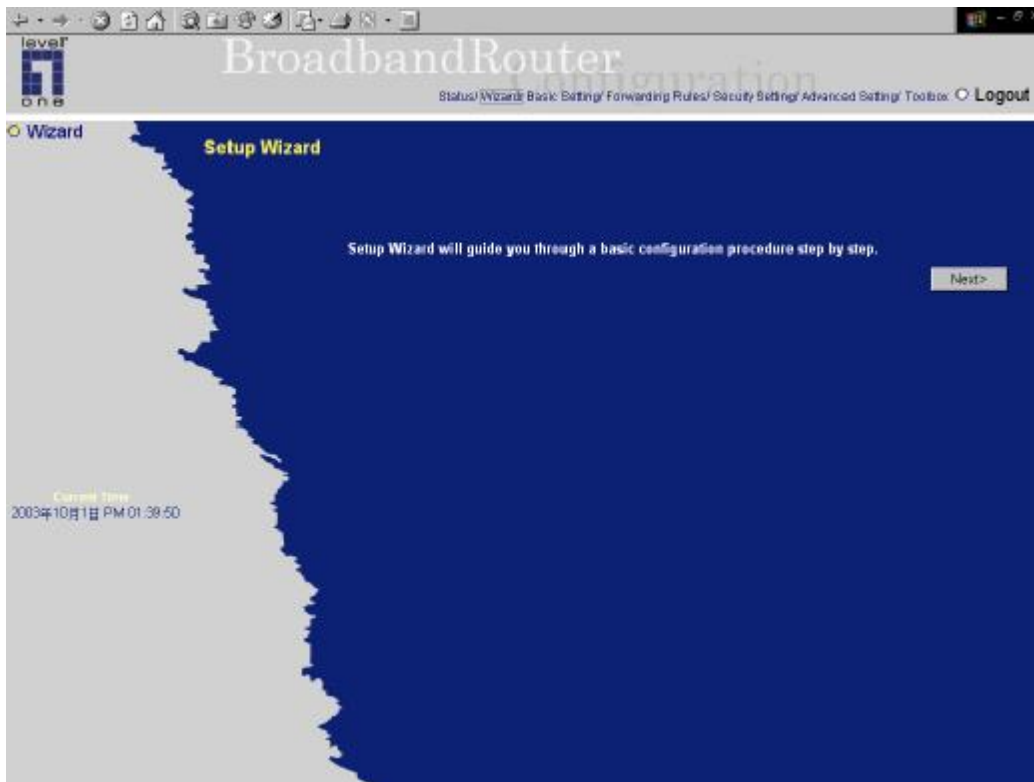 level
one
BroadbandRouter
Configuration
Status/ Wizard/ Basic Setting/ Forwarding Rules/ Security Setting/ Advanced Setting/ Toolbox Logout
Wizard
Setup Wizard
Setup Wizard will guide you through a basic configuration procedure step by step.
Next>
Current Time
2003年10月1日 PM 01:39:50